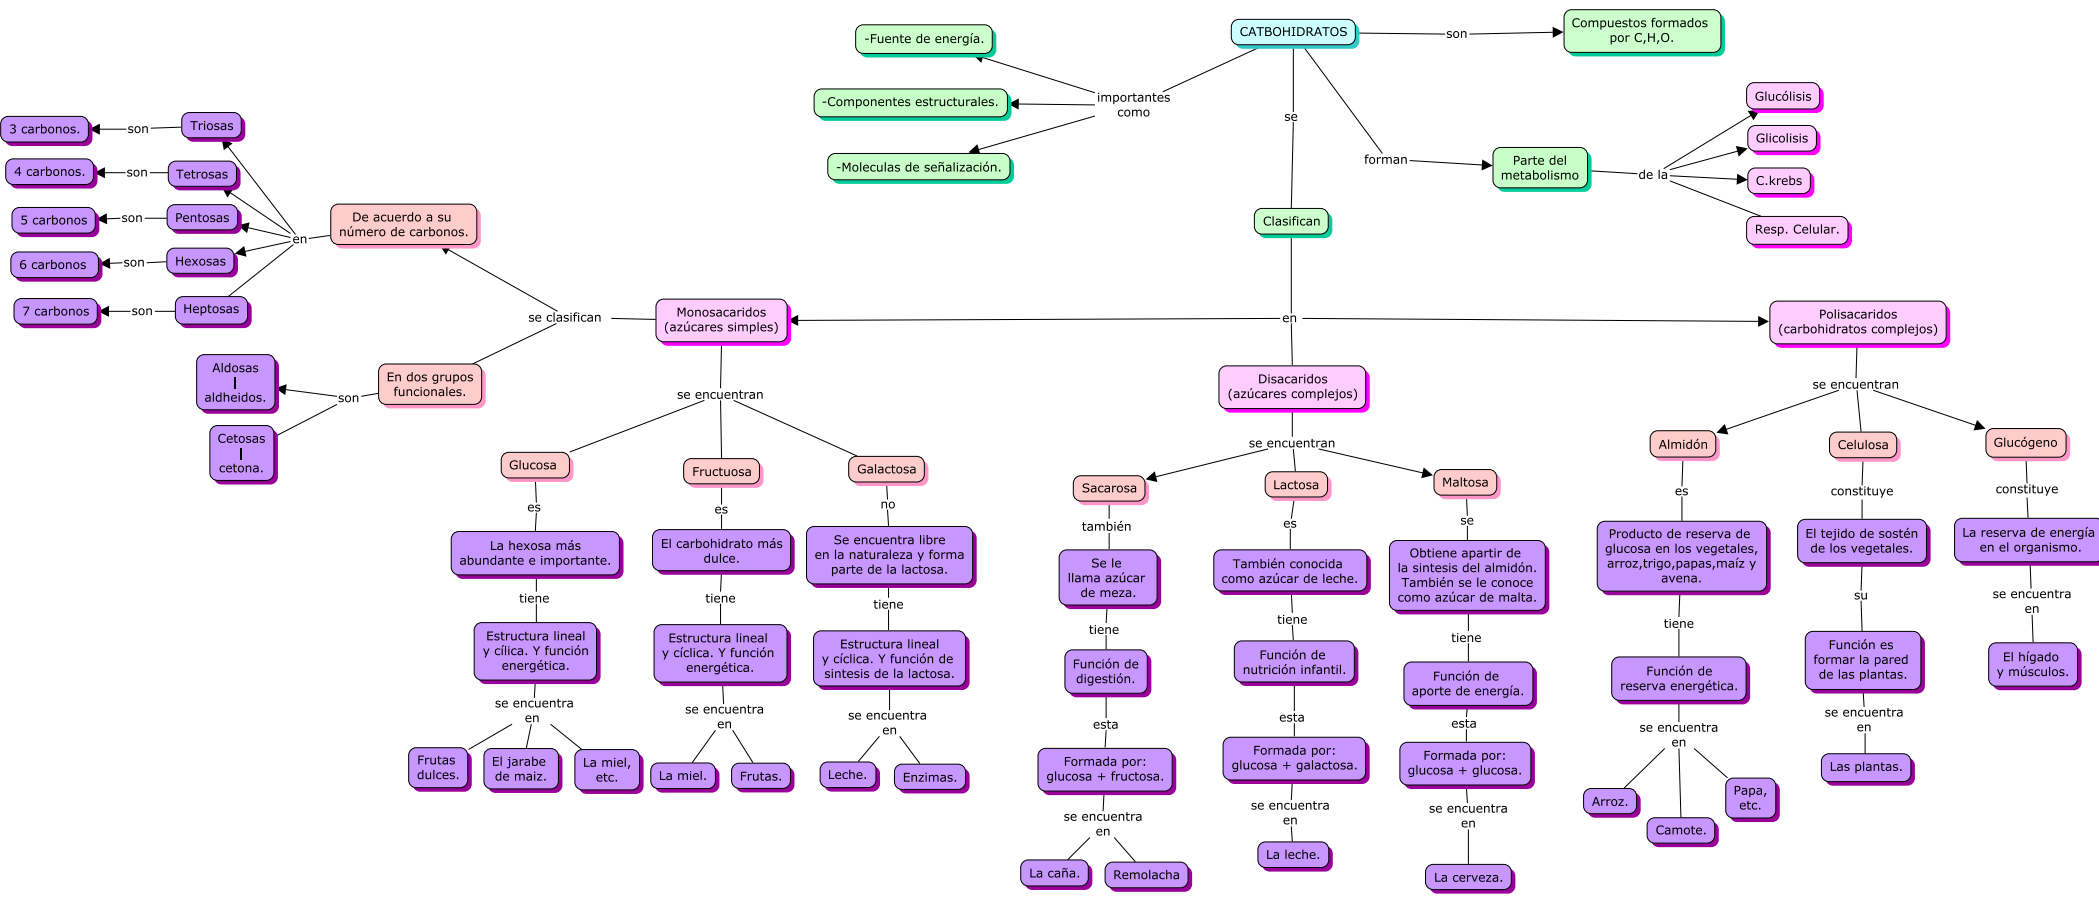 CATBOHIDRATOS
son
Compuestos formados
por C,H,O.
importantes
como
-Fuente de energía.
-Componentes estructurales.
-Moleculas de señalización.
forman
Parte del
metabolismo
de la
Glucólisis
Glicolisis
C.krebs
Resp. Celular.
se
Clasifican
en
Monosacaridos
(azúcares simples)
se clasifican
De acuerdo a su
número de carbonos.
en
Triosas
son
3 carbonos.
Tetrosas
son
4 carbonos.
Pentosas
son
5 carbonos
Hexosas
son
6 carbonos
Heptosas
son
7 carbonos
En dos grupos
funcionales.
son
Aldosas
|
aldheidos.
Cetosas
|
cetona.
se encuentran
Glucosa
es
La hexosa más
abundante e importante.
tiene
Estructura lineal
y cílica. Y función
energética.
se encuentra
en
Frutas
dulces.
El jarabe
de maiz.
La miel,
etc.
Fructuosa
es
El carbohidrato más
dulce.
tiene
Estructura lineal
y cíclica. Y función
energética.
se encuentra
en
La miel.
Frutas.
Galactosa
no
Se encuentra libre
en la naturaleza y forma
parte de la lactosa.
tiene
Estructura lineal
y cíclica. Y función de
sintesis de la lactosa.
se encuentra
en
Leche.
Enzimas.
Disacaridos
(azúcares complejos)
se encuentran
Sacarosa
también
Se le
llama azúcar
de meza.
tiene
Función de
digestión.
esta
Formada por:
glucosa + fructosa.
se encuentra
en
La caña.
Remolacha
Lactosa
es
También conocida
como azúcar de leche.
tiene
Función de
nutrición infantil.
esta
Formada por:
glucosa + galactosa.
se encuentra
en
La leche.
Maltosa
se
Obtiene apartir de
la sintesis del almidón.
También se le conoce
como azúcar de malta.
tiene
Función de
aporte de energía.
esta
Formada por:
glucosa + glucosa.
se encuentra
en
La cerveza.
Polisacaridos
(carbohidratos complejos)
se encuentran
Almidón
es
Producto de reserva de
glucosa en los vegetales,
arroz,trigo,papas,maíz y
avena.
tiene
Función de
reserva energética.
se encuentra
en
Arroz.
Camote.
Papa,
etc.
Celulosa
constituye
El tejido de sostén
de los vegetales.
su
Función es
formar la pared
de las plantas.
se encuentra
en
Las plantas.
Glucógeno
constituye
La reserva de energía
en el organismo.
se encuentra
en
El hígado
y músculos.